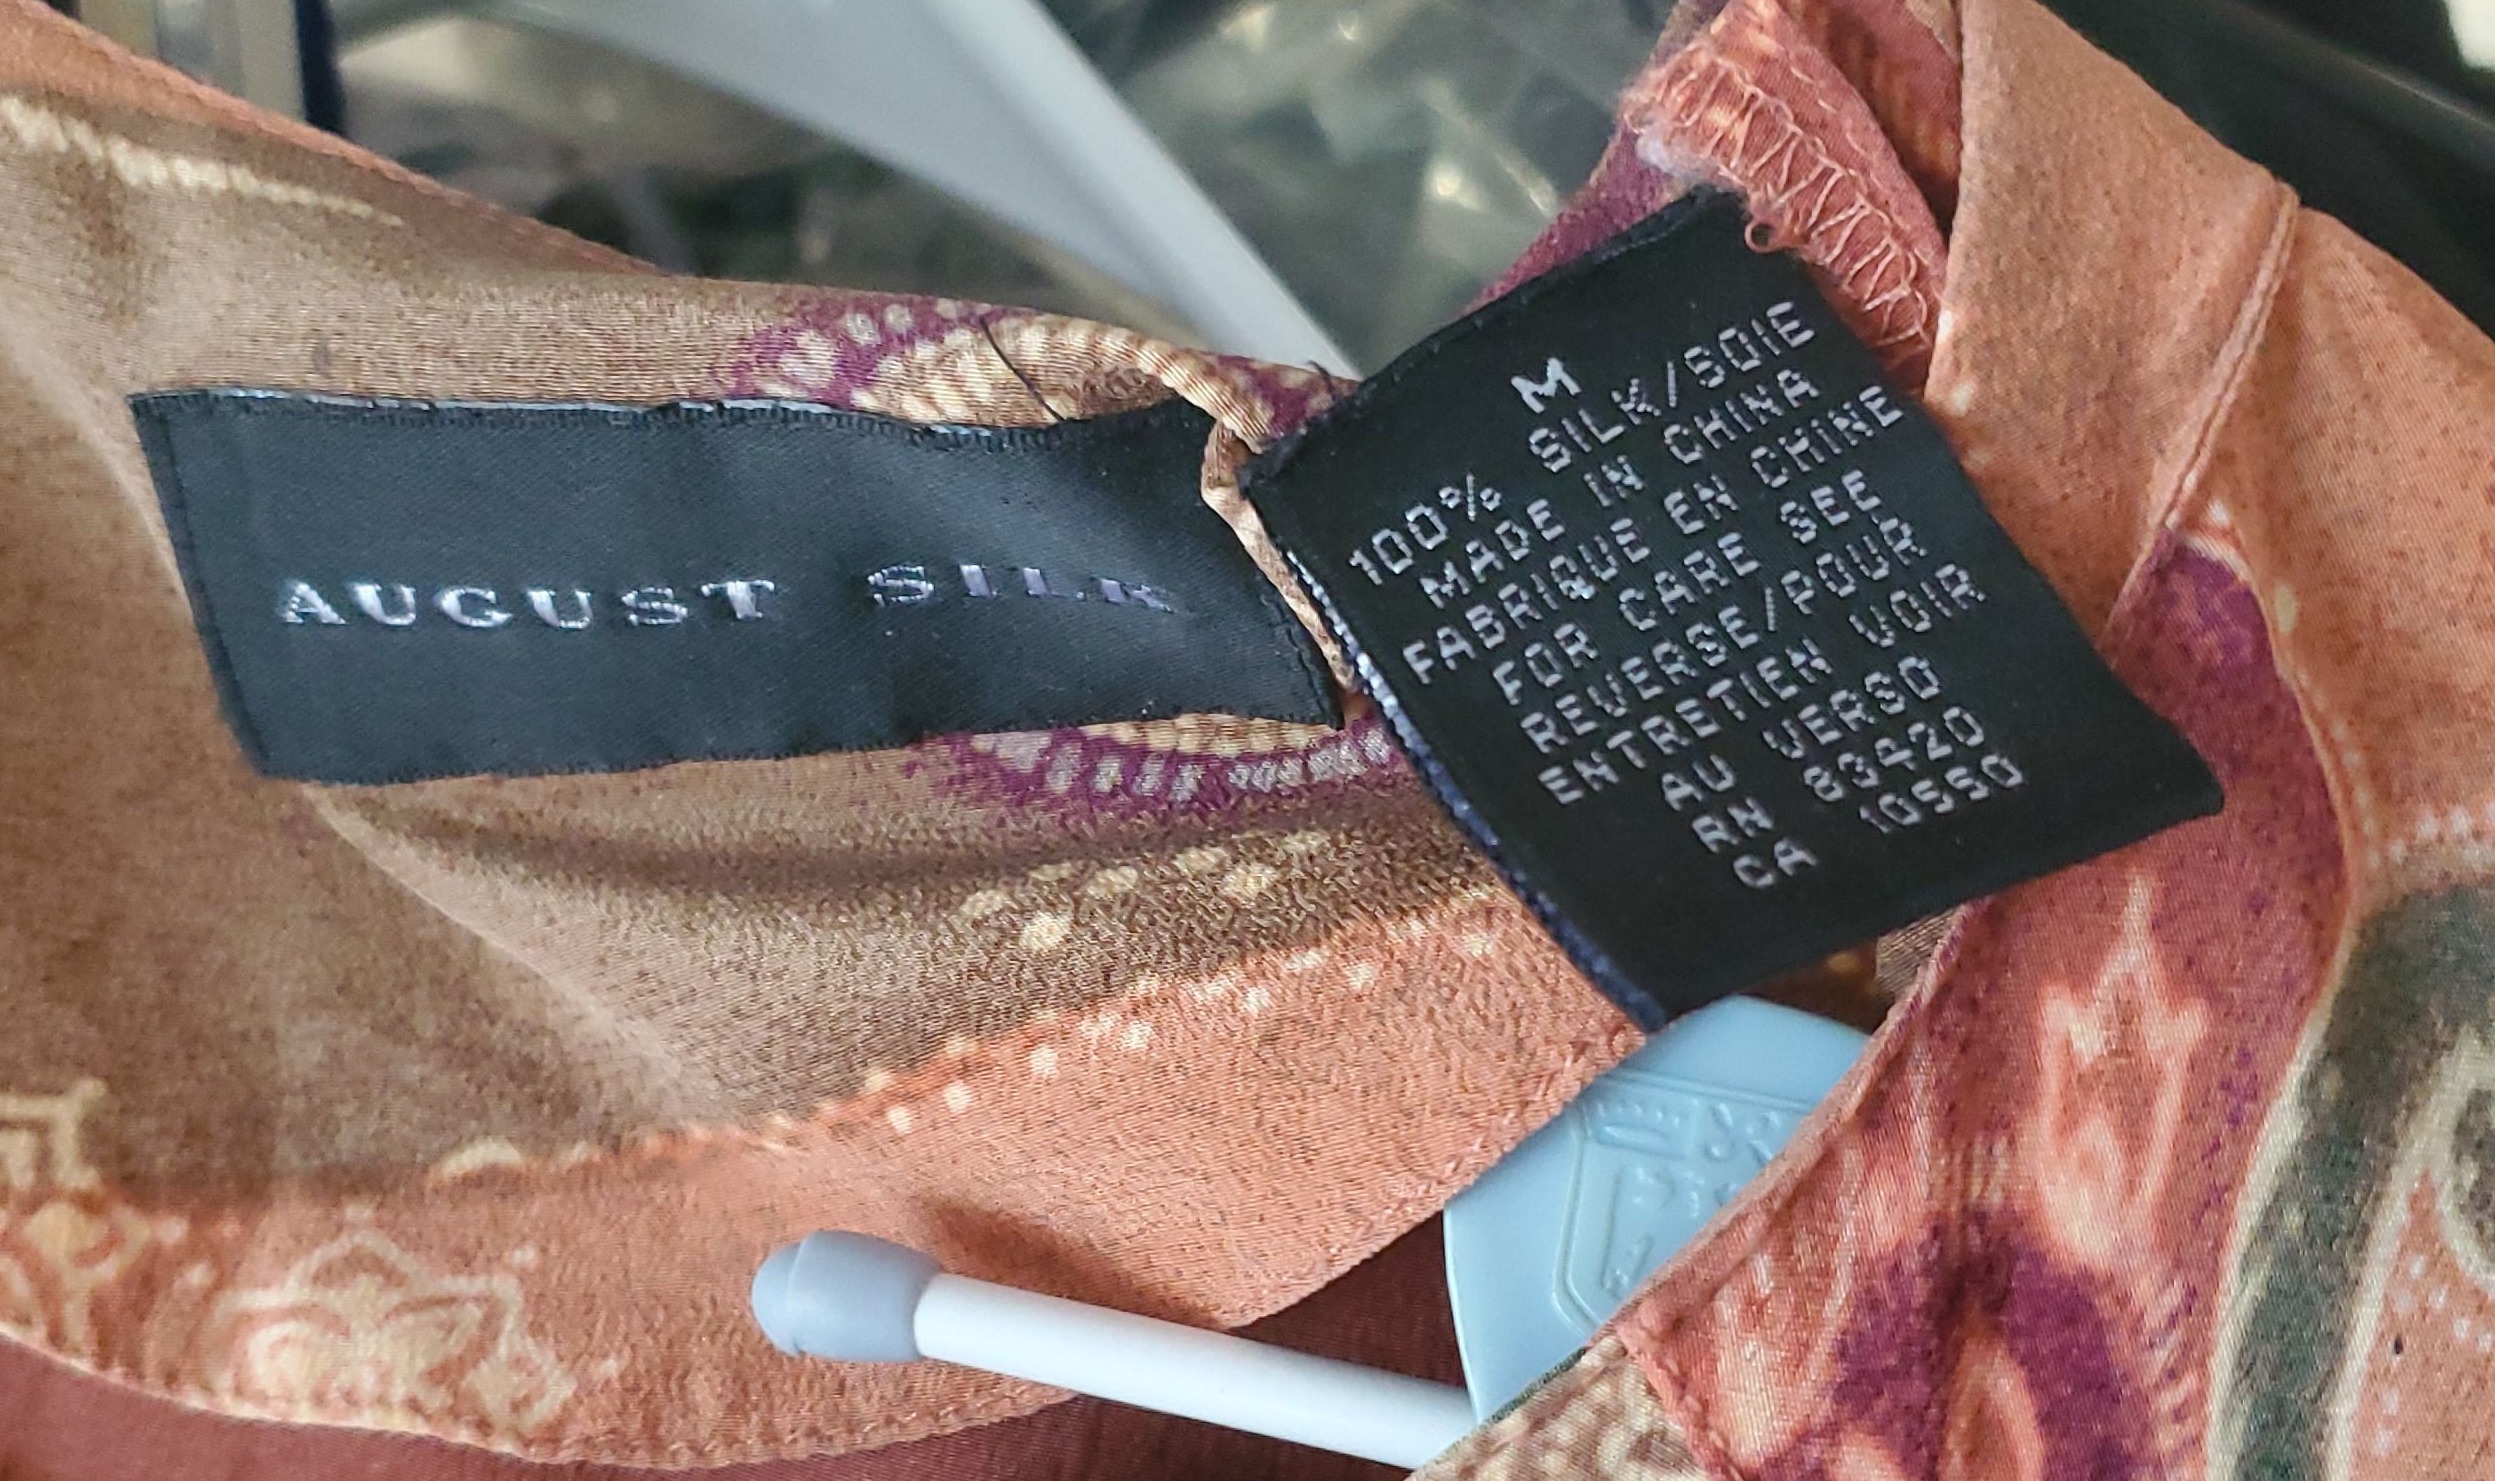 AUGUST SILK
M
100% SILK/SOIE
MADE IN CHINA
FABRIQUE EN CHINE
FOR CARE SEE
REVERSE/POUR
ENTRETIEN VOIR
AU VERSO
RN 83420
CA 10550